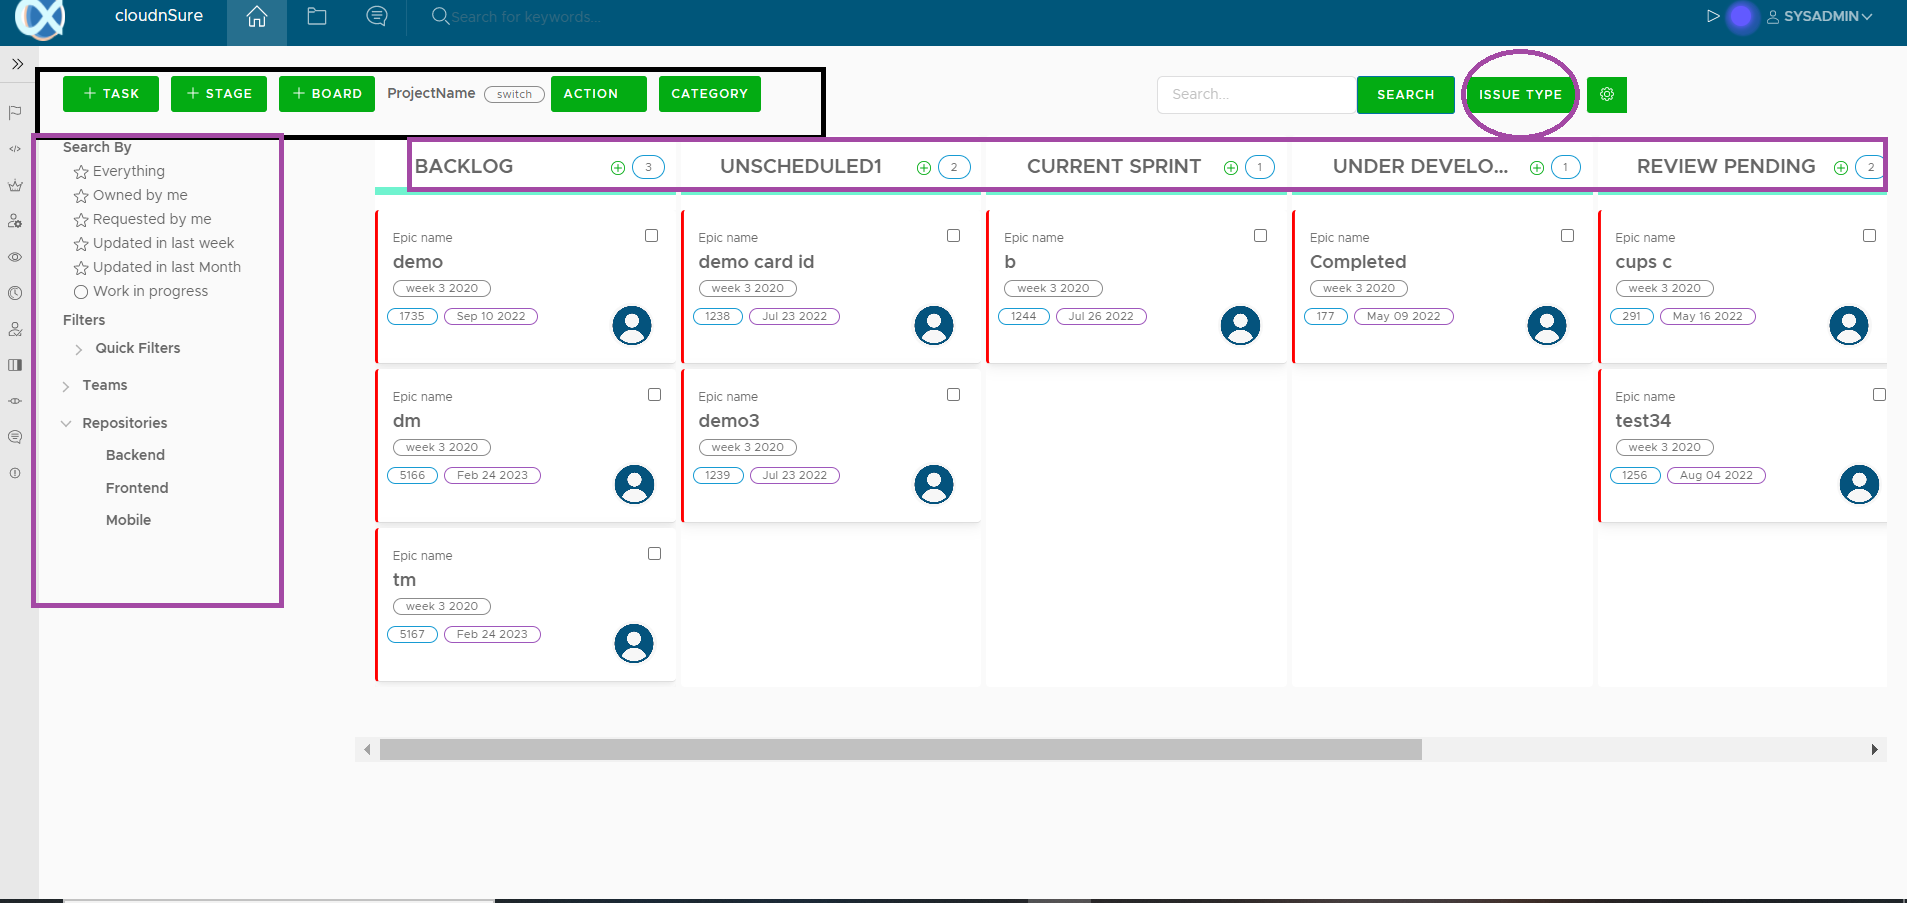 cloudnSure
Search for keywords...
SYSADMIN
+ TASK + STAGE + BOARD ProjectName switch ACTION CATEGORY Search... SEARCH ISSUE TYPE
Search By
Everything
Owned by me
Requested by me
Updated in last week
Updated in last Month
Work in progress
Filters
Quick Filters
Teams
Repositories
Backend
Frontend
Mobile
BACKLOG 3
UNSCHEDULED1 2
CURRENT SPRINT 1
UNDER DEVELO... 1
REVIEW PENDING 2
Epic name
demo
week 3 2020
1735 Sep 10 2022
Epic name
dm
week 3 2020
5166 Feb 24 2023
Epic name
tm
week 3 2020
5167 Feb 24 2023
Epic name
demo card id
week 3 2020
1238 Jul 23 2022
Epic name
demo3
week 3 2020
1239 Jul 23 2022
Epic name
b
week 3 2020
1244 Jul 26 2022
Epic name
Completed
week 3 2020
177 May 09 2022
Epic name
cups c
week 3 2020
291 May 16 2022
Epic name
test34
week 3 2020
1256 Aug 04 2022